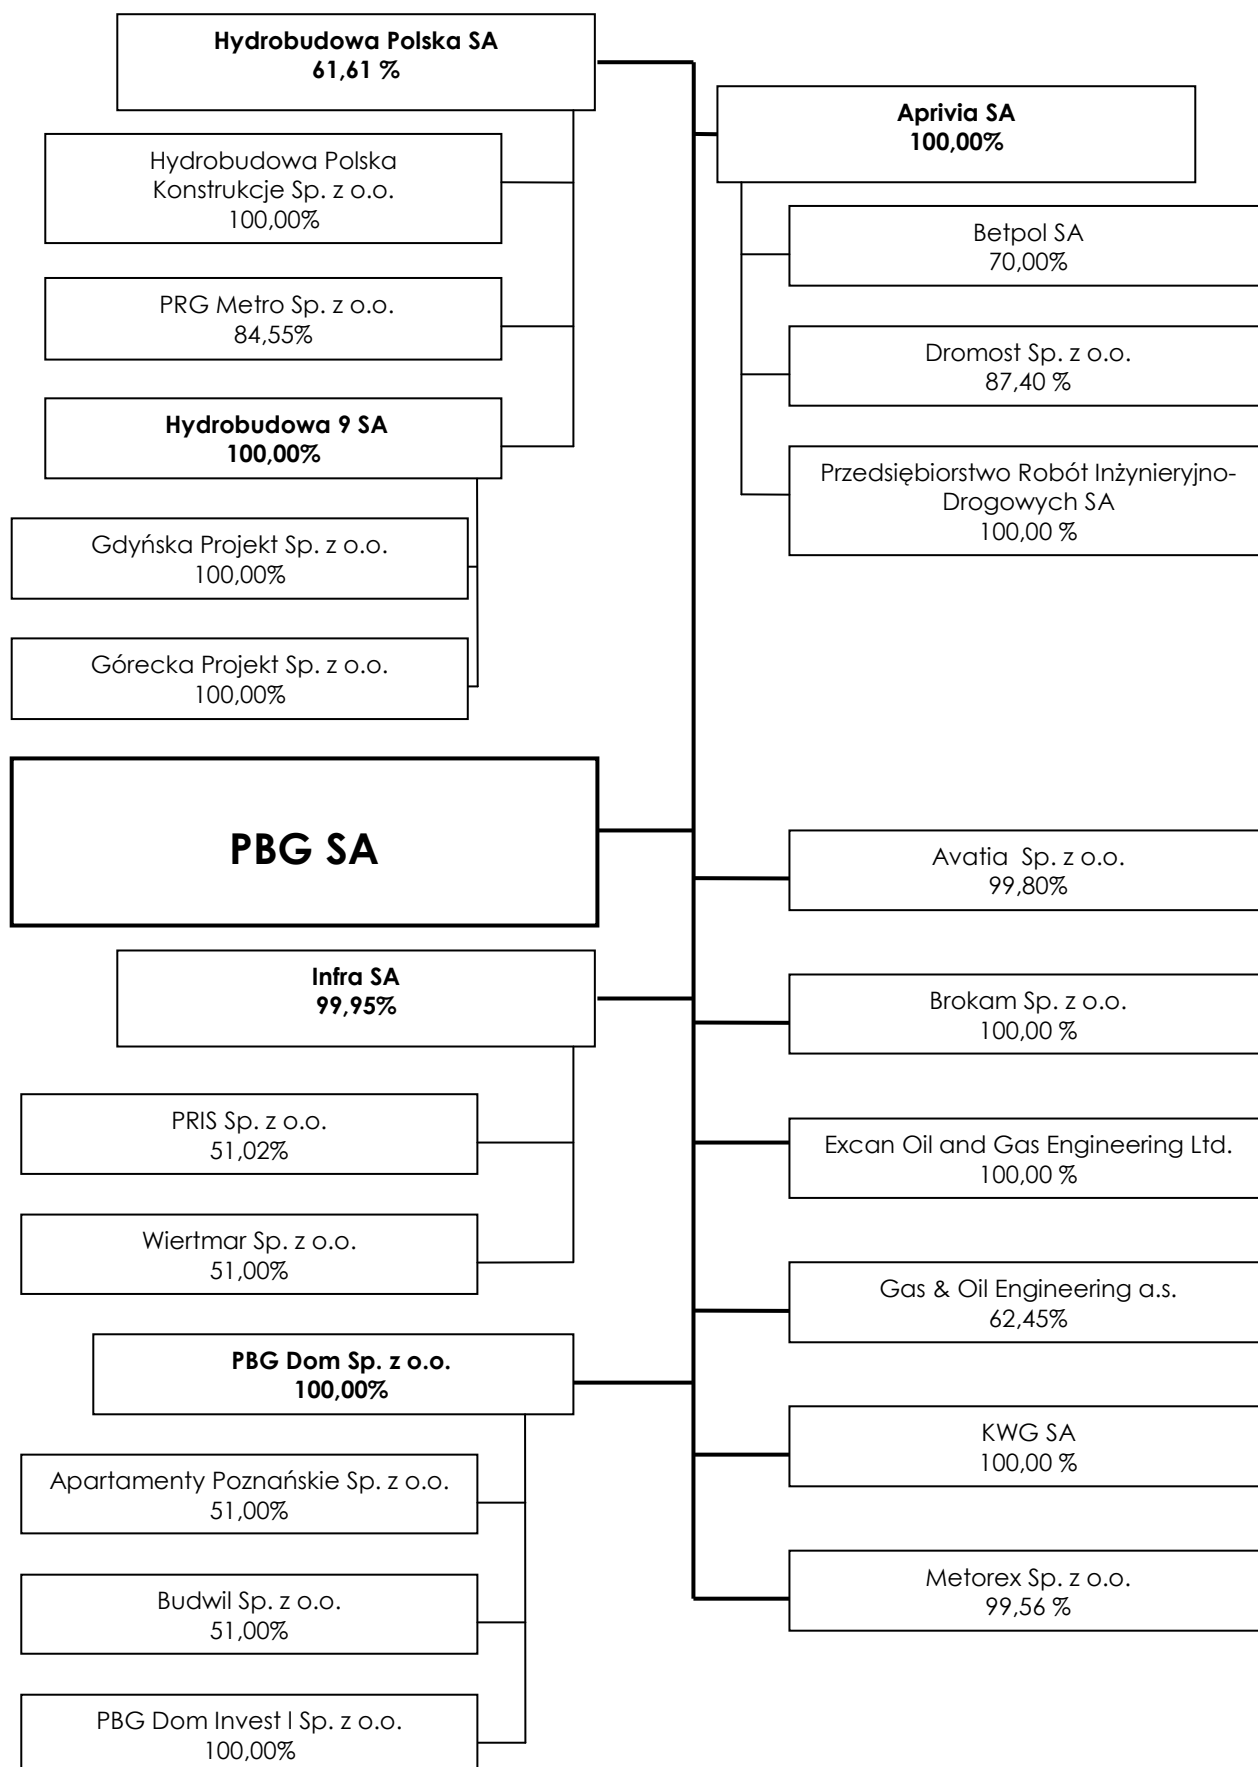 Hydrobudowa Polska SA
61,61 %
Hydrobudowa Polska
Konstrukcje Sp. z o.o.
100,00%
PRG Metro Sp. z o.o.
84,55%
Hydrobudowa 9 SA
100,00%
Gdyńska Projekt Sp. z o.o.
100,00%
Górecka Projekt Sp. z o.o.
100,00%
Aprivia SA
100,00%
Betpol SA
70,00%
Dromost Sp. z o.o.
87,40 %
Przedsiębiorstwo Robót Inżynieryjno-
Drogowych SA
100,00 %
PBG SA
Infra SA
99,95%
PRIS Sp. z o.o.
51,02%
Wiertmar Sp. z o.o.
51,00%
PBG Dom Sp. z o.o.
100,00%
Apartamenty Poznańskie Sp. z o.o.
51,00%
Budwil Sp. z o.o.
51,00%
PBG Dom Invest I Sp. z o.o.
100,00%
Avatia Sp. z o.o.
99,80%
Brokam Sp. z o.o.
100,00 %
Excan Oil and Gas Engineering Ltd.
100,00 %
Gas & Oil Engineering a.s.
62,45%
KWG SA
100,00 %
Metorex Sp. z o.o.
99,56 %